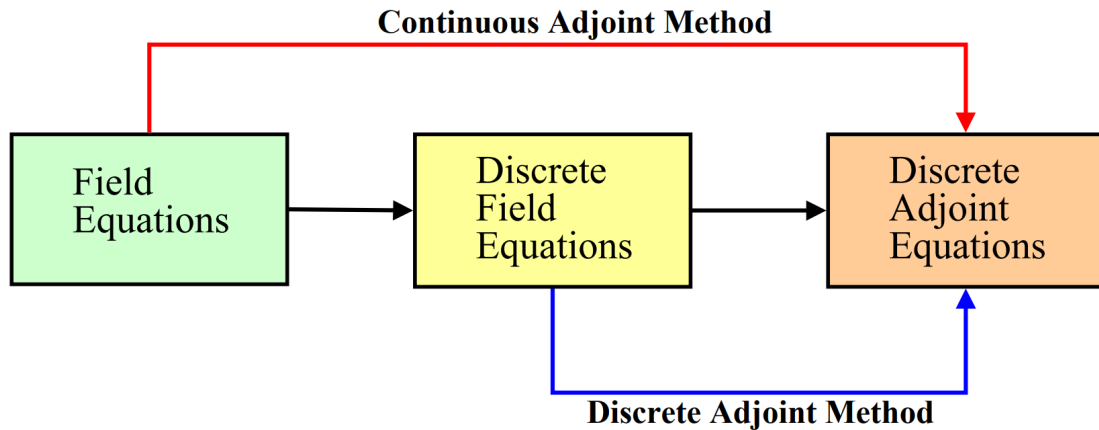 Continuous Adjoint Method
Field
Equations
Discrete
Field
Equations
Discrete
Adjoint
Equations
Discrete Adjoint Method